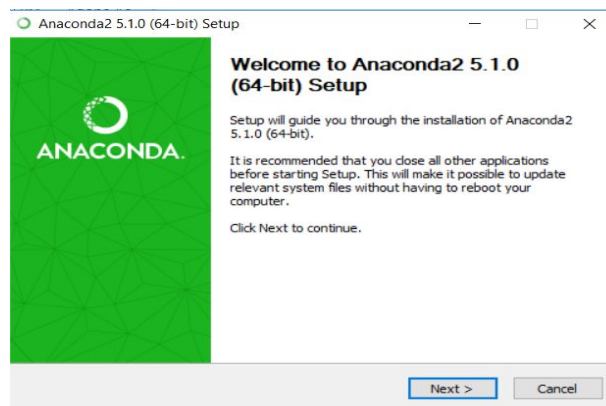 Anaconda2 5.1.0 (64-bit) Setup
Welcome to Anaconda2 5.1.0
(64-bit) Setup
Setup will guide you through the installation of Anaconda2
5.1.0 (64-bit).
It is recommended that you close all other applications
before starting Setup. This will make it possible to update
relevant system files without having to reboot your
computer.
Click Next to continue.
ANACONDA.
Next >
Cancel